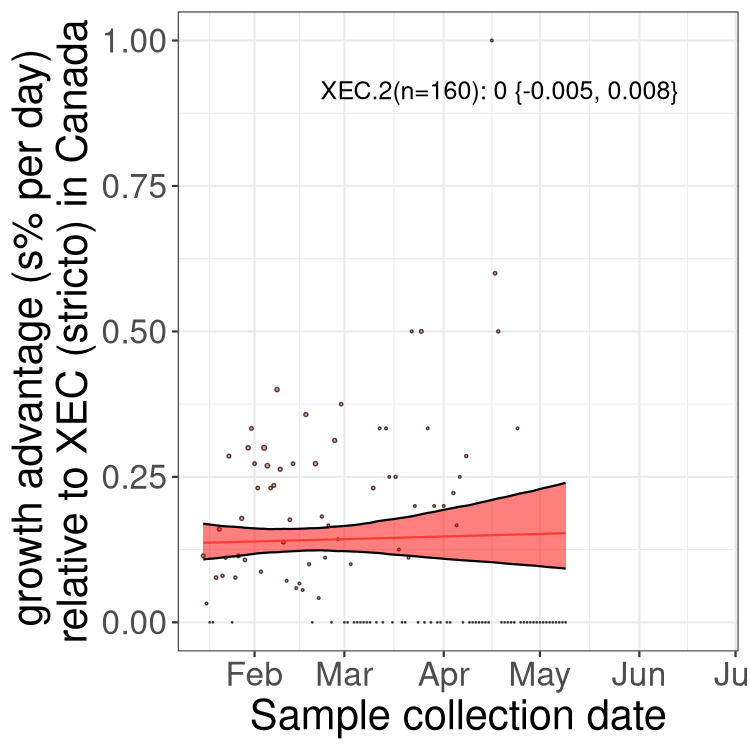 growth advantage (s% per day)
relative to XEC (stricto) in Canada
1.00
0.75
0.50
0.25
0.00
XEC.2(n=160): 0 {-0.005, 0.008}
Feb Mar Apr May Jun Ju
Sample collection date